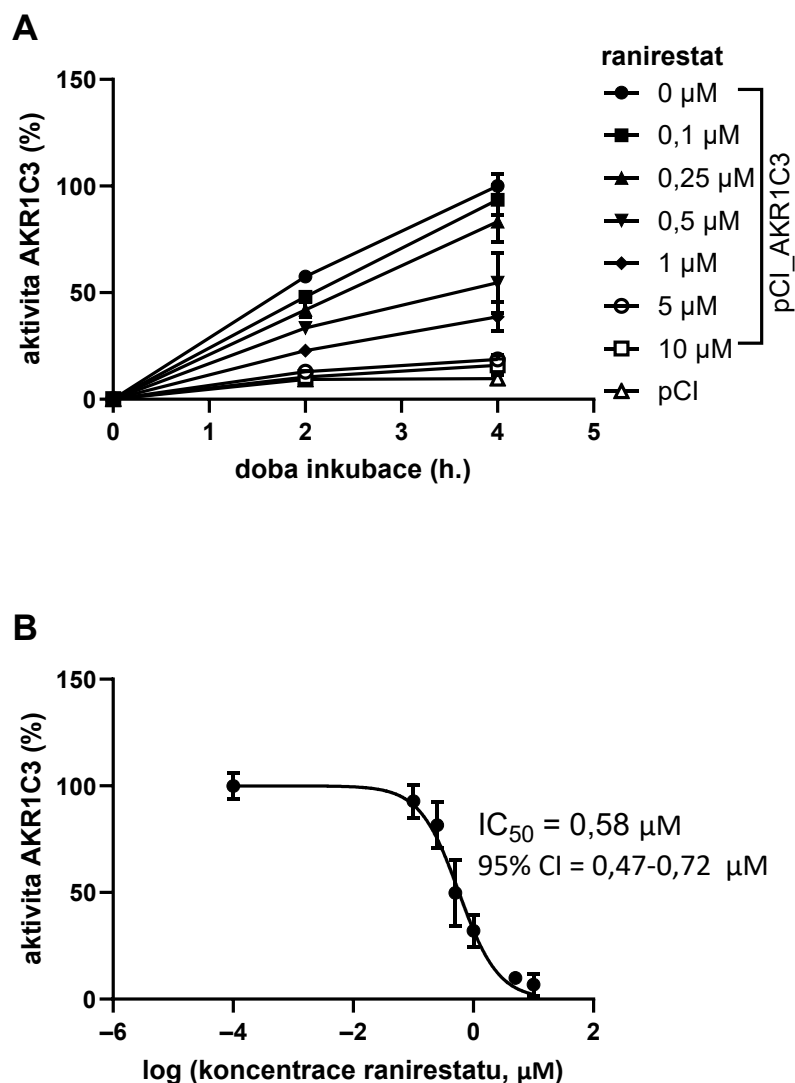 A
150
100
50
0
aktivita AKR1C3 (%)
0 1 2 3 4 5
doba inkubace (h.)
ranirestat
0 µM
0,1 µM
0,25 µM
0,5 µM
1 µM
5 µM
10 µM
pCI
pCI_AKR1C3
B
150
100
50
0
aktivita AKR1C3 (%)
IC50 = 0,58 µM
95% CI = 0,47-0,72 µM
−6 −4 −2 0 2
log (koncentrace ranirestatu, µM)